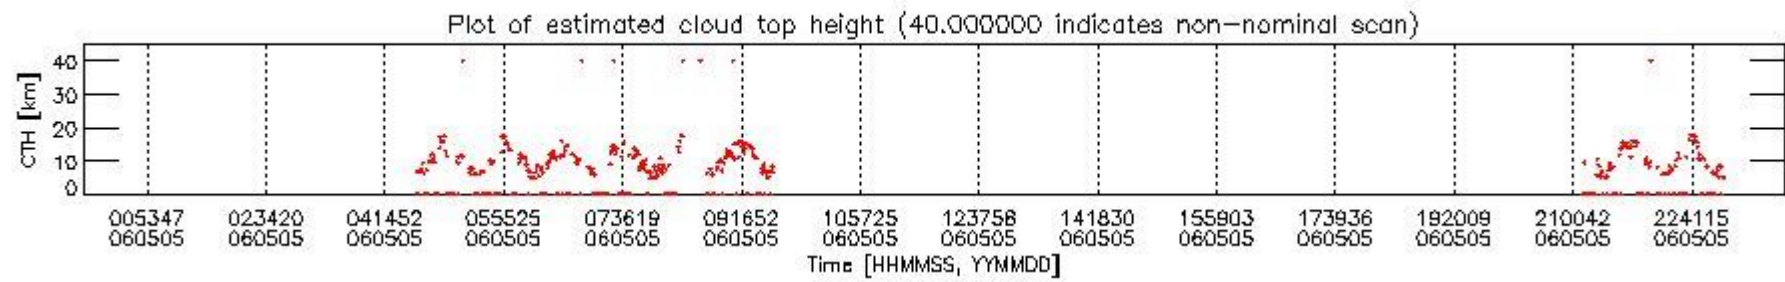 Plot of estimated cloud top height (40.000000 indicates non-nominal scan)
40
30
20
10
0
CTH [km]
005347 023420 041452 055525 073619 091652 105725 123758 141830 155903 173936 192009 210042 224115
060505 060505 060505 060505 060505 060505 060505 060505 060505 060505 060505 060505 060505 060505
Time [HHMMSS, YYMMDD]